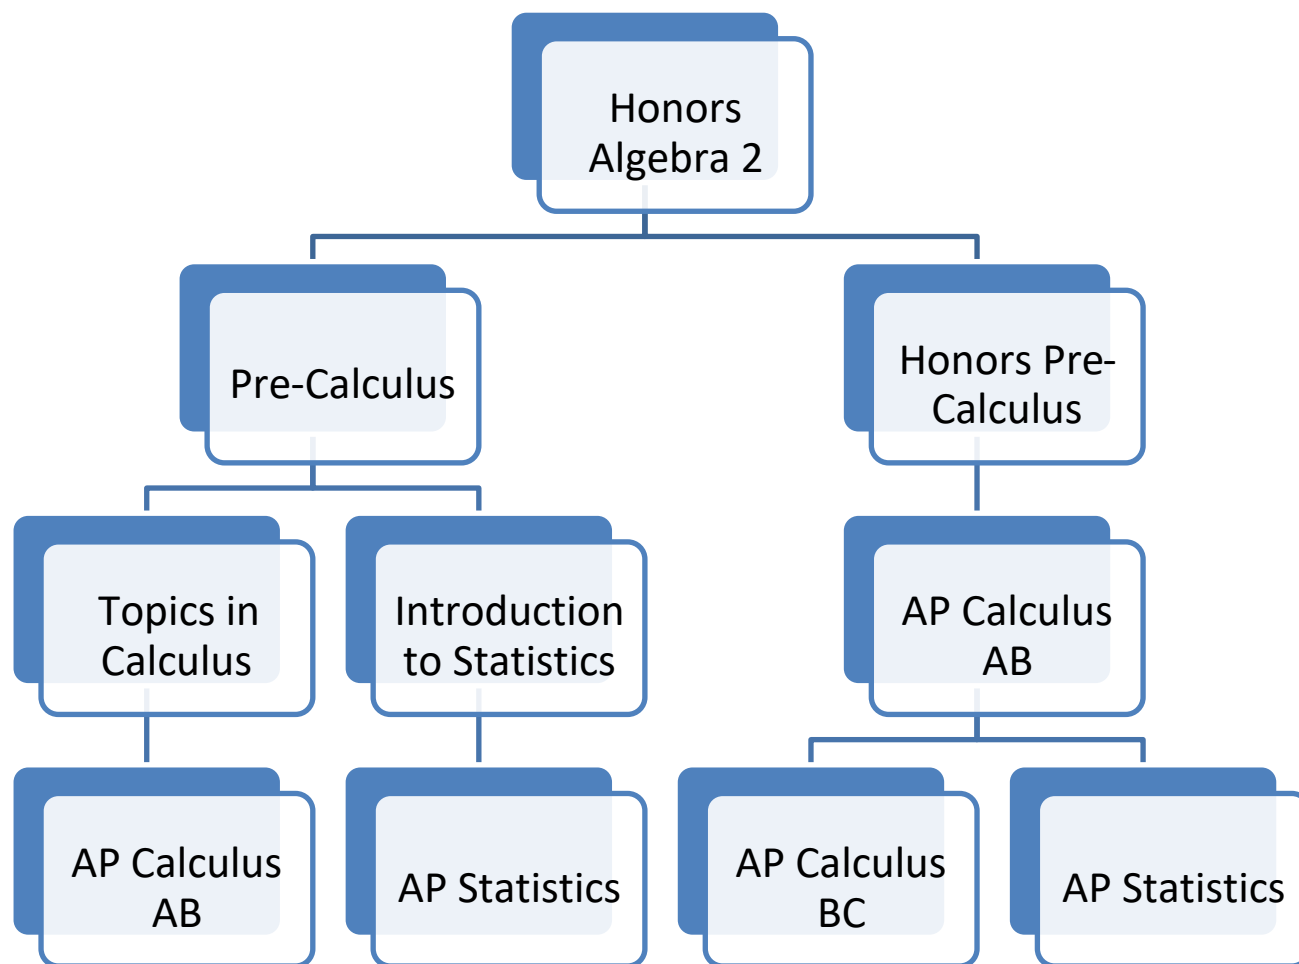 Honors
Algebra 2
Pre-Calculus
Honors Pre-
Calculus
Topics in
Calculus
Introduction
to Statistics
AP Calculus
AB
AP Calculus
AB
AP Statistics
AP Calculus
BC
AP Statistics